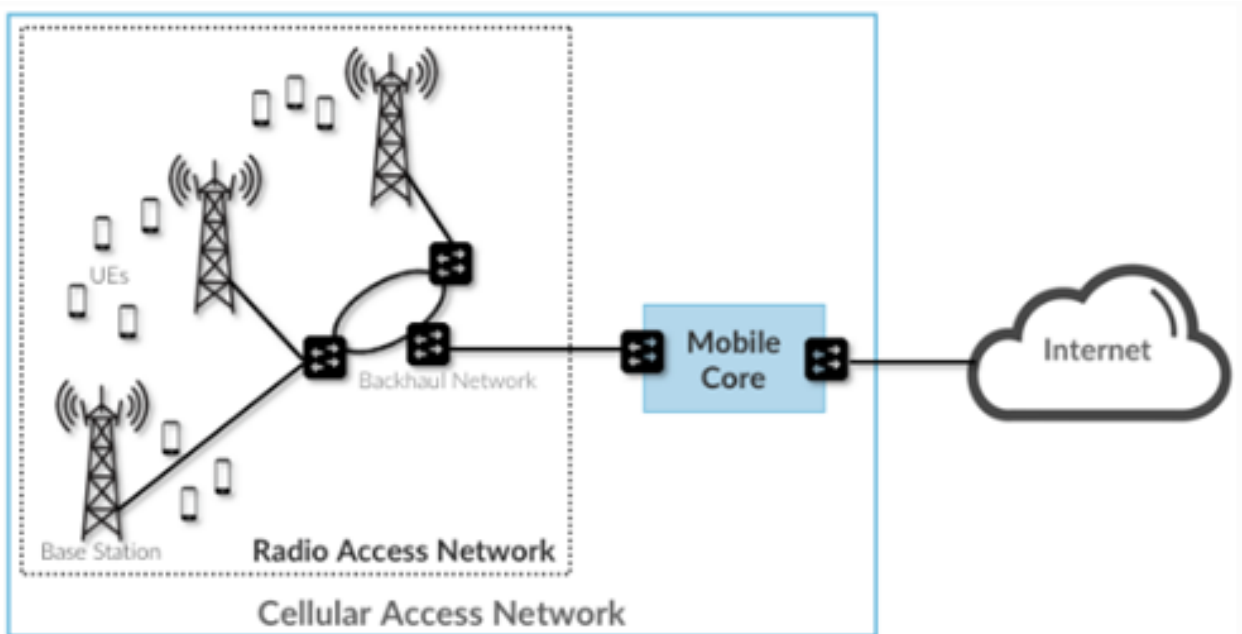 UEs
Backhaul Network
Mobile
Core
Internet
Base Station
Radio Access Network
Cellular Access Network